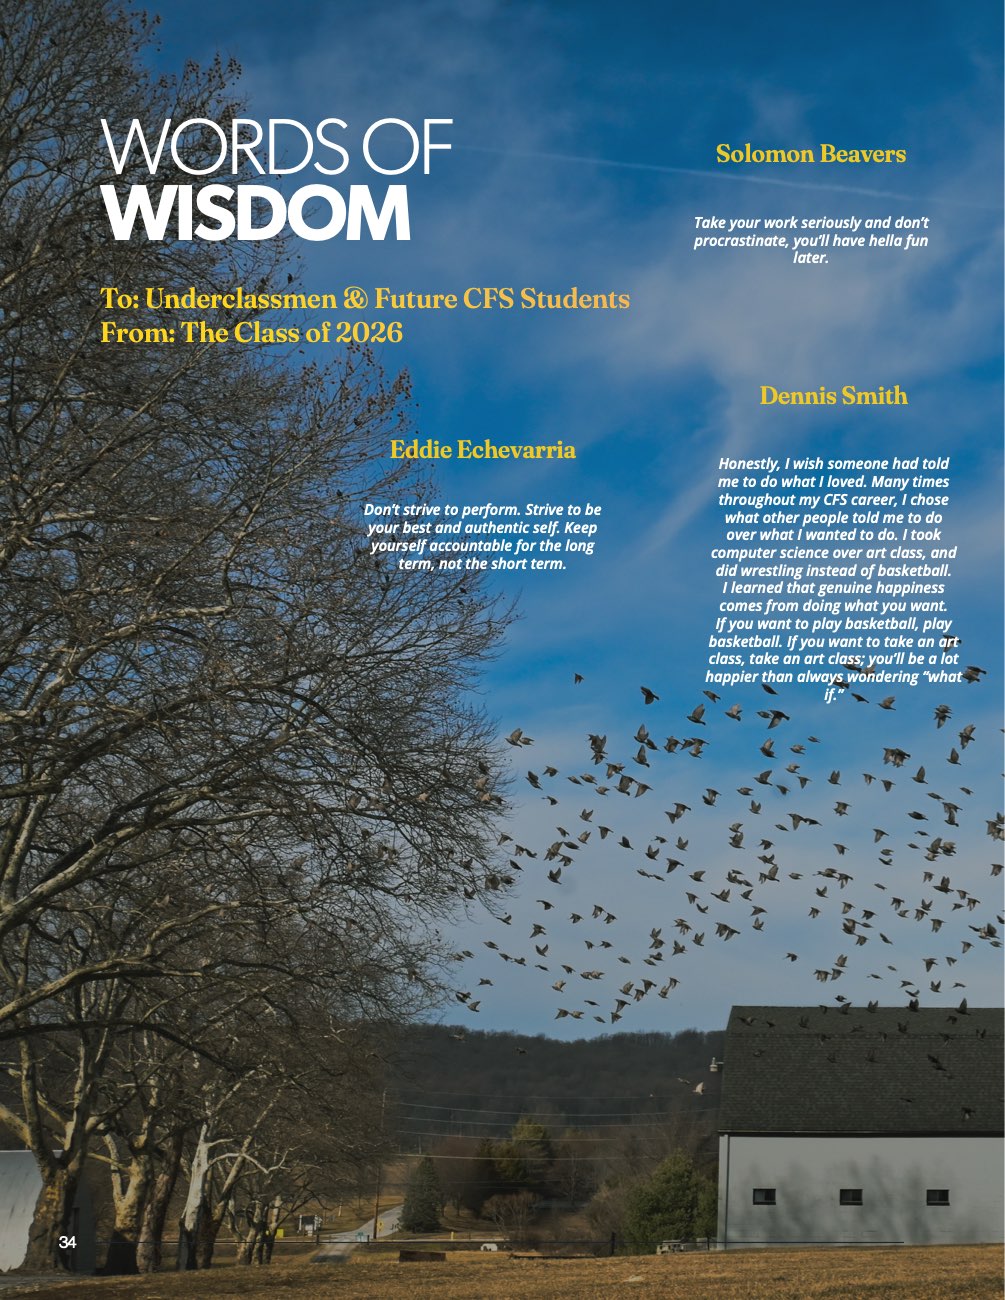 WORDS OF
WISDOM
To: Underclassmen & Future CFS Students
From: The Class of 2026
Eddie Echevarria
Don't strive to perform. Strive to be
your best and authentic self. Keep
yourself accountable for the long
term, not the short term.
Solomon Beavers
Take your work seriously and don't
procrastinate, you'll have hella fun
later.
Dennis Smith
Honestly, I wish someone had told
me to do what I loved. Many times
throughout my CFS career, I chose
what other people told me to do
over what I wanted to do. I took
computer science over art class, and
did wrestling instead of basketball.
I learned that genuine happiness
comes from doing what you want.
If you want to play basketball, play
basketball. If you want to take an art
class, take an art class; you'll be a lot
happier than always wondering “what
if.”
34